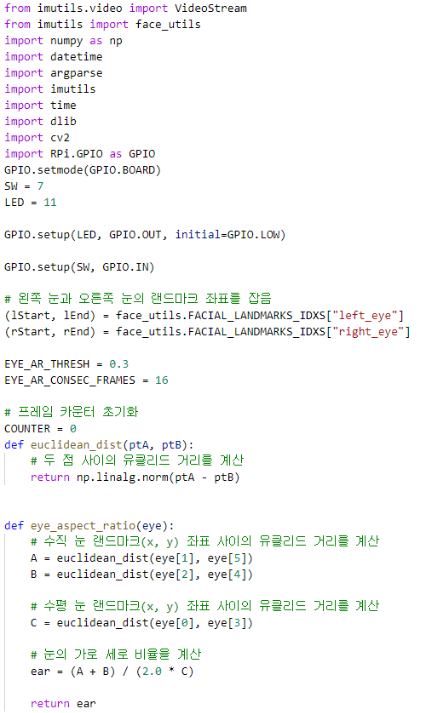 from imutils.video import VideoStream
from imutils import face_utils
import numpy as np
import datetime
import argparse
import imutils
import time
import dlib
import cv2
import RPi.GPIO as GPIO
GPIO.setmode(GPIO.BOARD)
SW = 7
LED = 11
GPIO.setup(LED, GPIO.OUT, initial=GPIO.LOW)
GPIO.setup(SW, GPIO.IN)
# 왼쪽 눈과 오른쪽 눈의 랜드마크 좌표를 잡음
(lStart, lEnd) = face_utils.FACIAL_LANDMARKS_IDXS["left_eye"]
(rStart, rEnd) = face_utils.FACIAL_LANDMARKS_IDXS["right_eye"]
EYE_AR_THRESH = 0.3
EYE_AR_CONSEC_FRAMES = 16
# 프레임 카운터 초기화
COUNTER = 0
def euclidean_dist(ptA, ptB):
    # 두 점 사이의 유클리드 거리를 계산
    return np.linalg.norm(ptA - ptB)
def eye_aspect_ratio(eye):
    # 수직 눈 랜드마크(x, y) 좌표 사이의 유클리드 거리를 계산
    A = euclidean_dist(eye[1], eye[5])
    B = euclidean_dist(eye[2], eye[4])
    # 수평 눈 랜드마크(x, y) 좌표 사이의 유클리드 거리를 계산
    C = euclidean_dist(eye[0], eye[3])
    # 눈의 가로 세로 비율을 계산
    ear = (A + B) / (2.0 * C)
    return ear